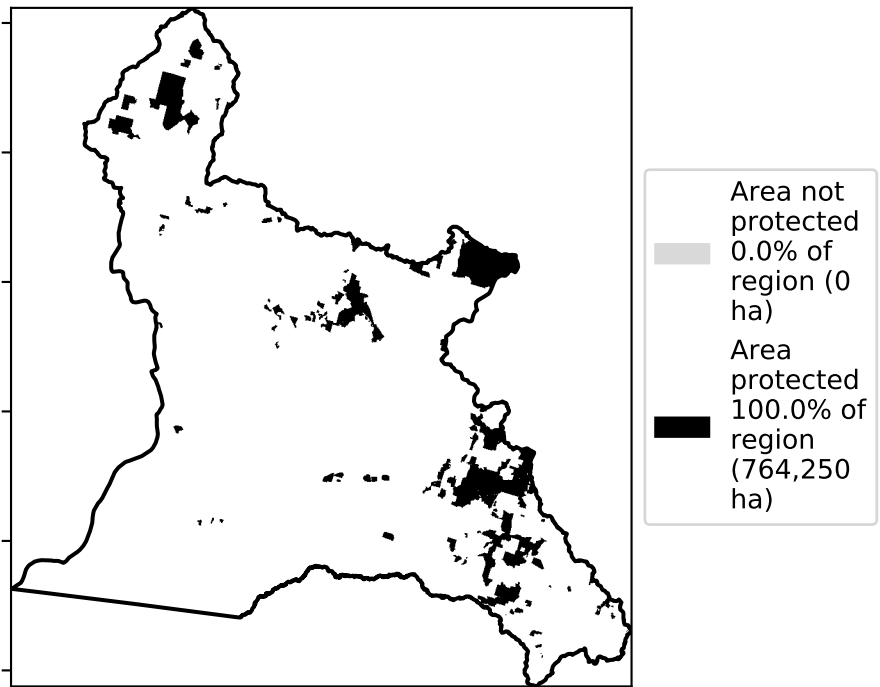 Area not
protected
0.0% of
region (0
ha)
Area
protected
100.0% of
region
(764,250
ha)